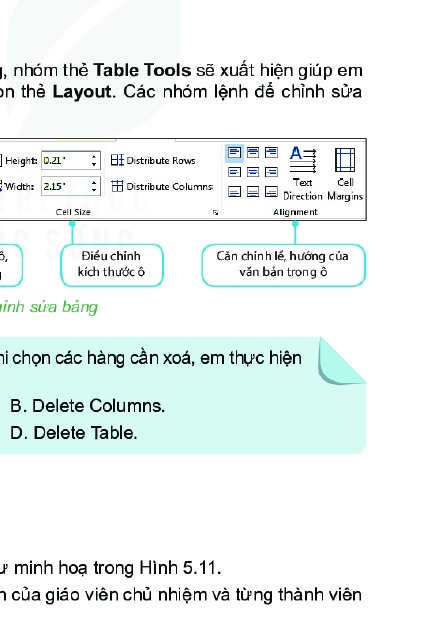 , nhóm thẻ Table Tools sẽ xuất hiện giúp em
thẻ Layout. Các nhóm lệnh để chỉnh sửa
Height: 0.21" Distribute Rows
Width: 2.15" Distribute Columns
Text Direction
Cell Margins
Cell Size
Alignment
Điều chỉnh
kích thước ô
Căn chỉnh lề, hướng của
văn bản trong ô
sửa bảng
chọn các hàng cần xoá, em thực hiện
B. Delete Columns.
D. Delete Table.
minh hoạ trong Hình 5.11.
của giáo viên chủ nhiệm và từng thành viên